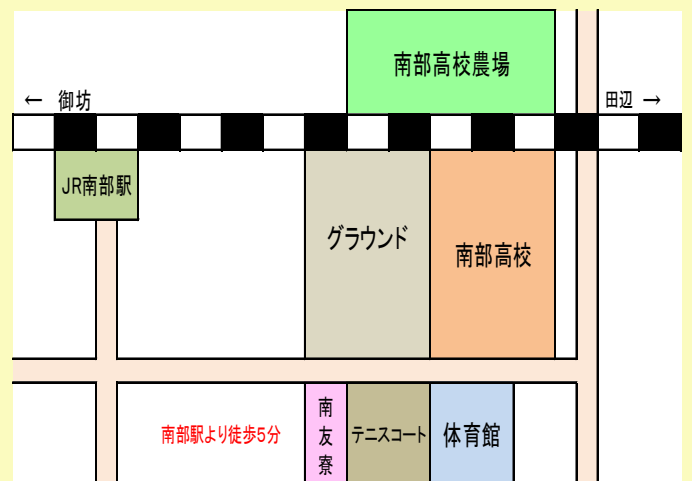 南部高校農場
← 御坊
田辺 →
JR南部駅
グラウンド
南部高校
南部駅より徒歩5分
南友寮
テニスコート
体育館